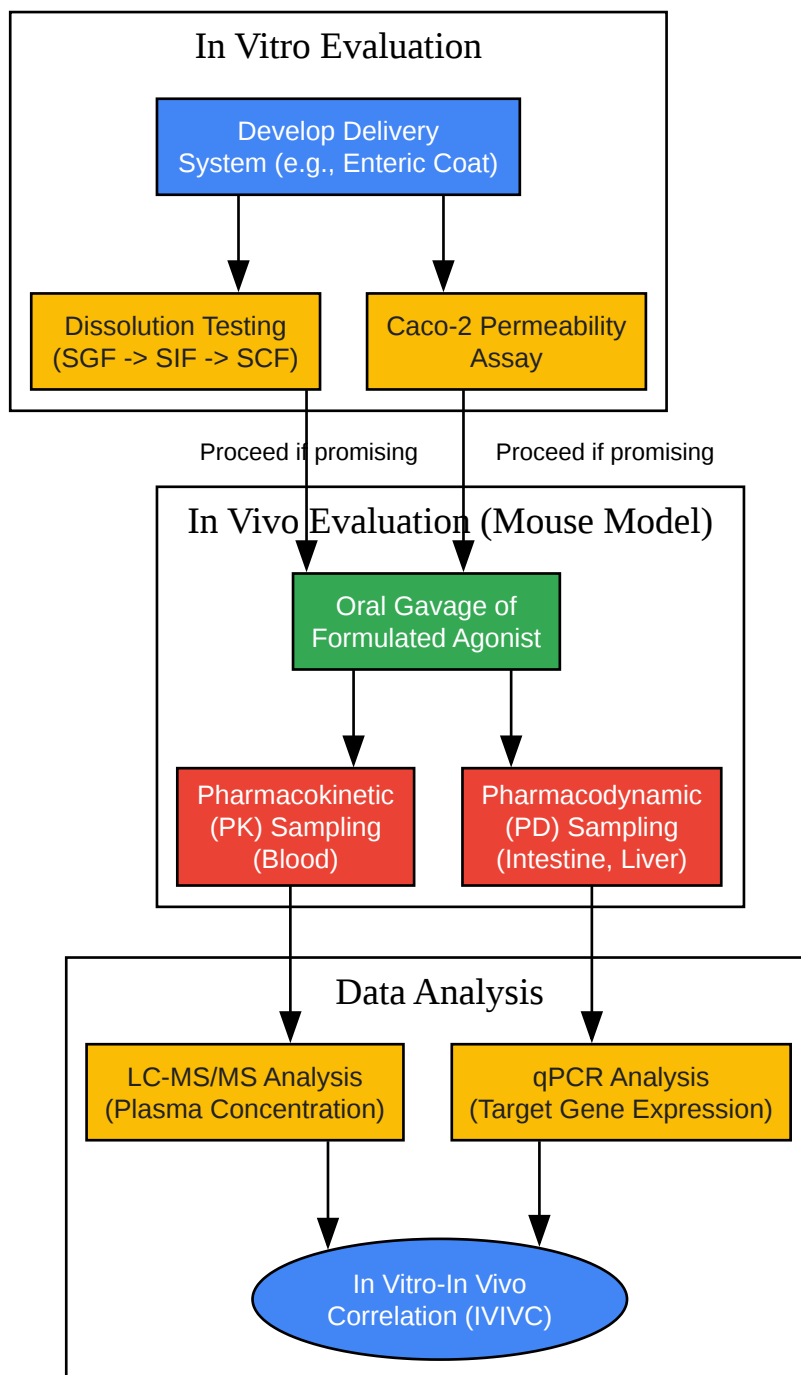 In Vitro Evaluation
Develop Delivery
System (e.g., Enteric Coat)
Dissolution Testing
(SGF -> SIF -> SCF)
Caco-2 Permeability
Assay
Proceed if promising
Proceed if promising
In Vivo Evaluation (Mouse Model)
Oral Gavage of
Formulated Agonist
Pharmacokinetic
(PK) Sampling
(Blood)
Pharmacodynamic
(PD) Sampling
(Intestine, Liver)
Data Analysis
LC-MS/MS Analysis
(Plasma Concentration)
qPCR Analysis
(Target Gene Expression)
In Vitro-In Vivo
Correlation (IVIVC)